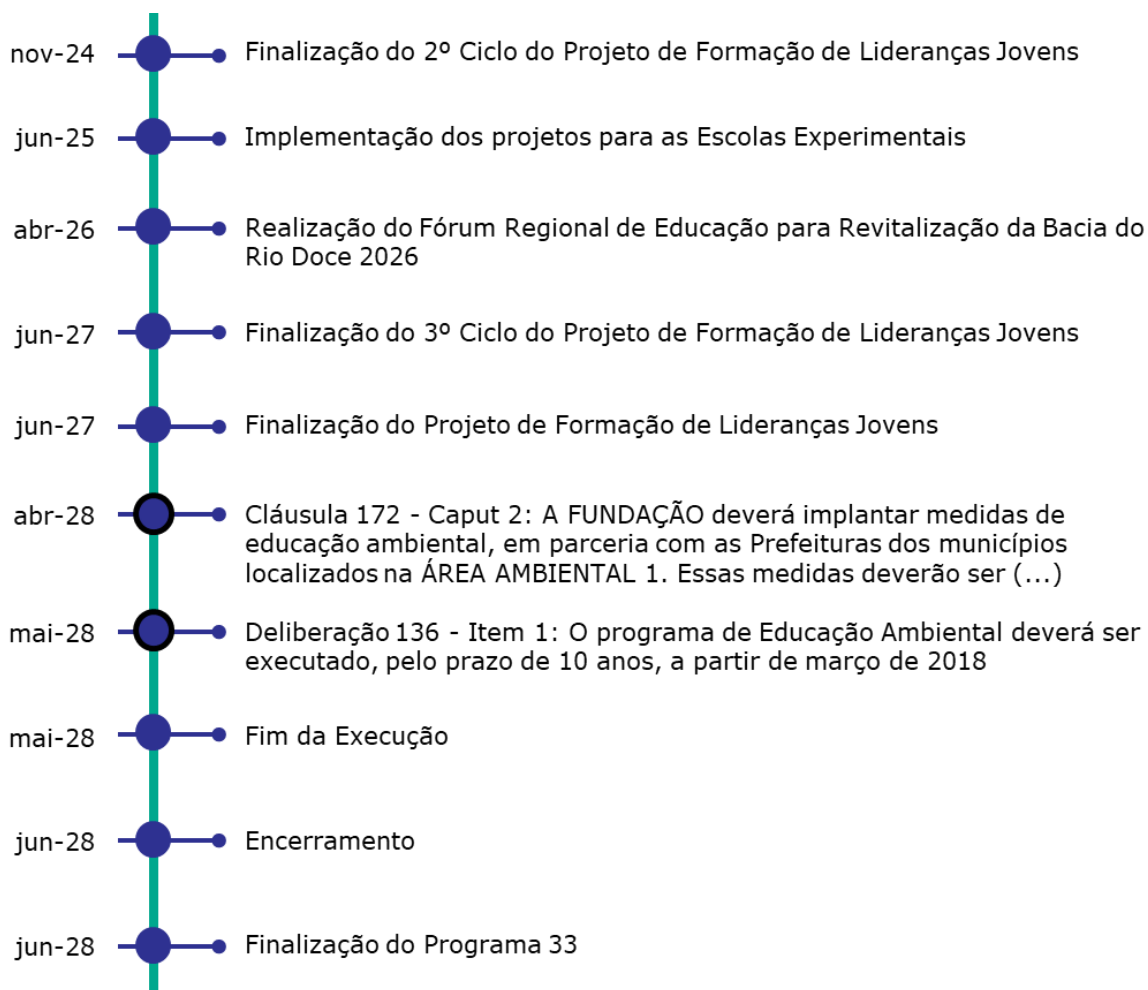 nov-24 Finalização do 2º Ciclo do Projeto de Formação de Lideranças Jovens
jun-25 Implementação dos projetos para as Escolas Experimentais
abr-26 Realização do Fórum Regional de Educação para Revitalização da Bacia do
Rio Doce 2026
jun-27 Finalização do 3º Ciclo do Projeto de Formação de Lideranças Jovens
jun-27 Finalização do Projeto de Formação de Lideranças Jovens
abr-28 Cláusula 172 - Caput 2: A FUNDAÇÃO deverá implantar medidas de
educação ambiental, em parceria com as Prefeituras dos municípios
localizados na ÁREA AMBIENTAL 1. Essas medidas deverão ser (...)
mai-28 Deliberação 136 - Item 1: O programa de Educação Ambiental deverá ser
executado, pelo prazo de 10 anos, a partir de março de 2018
mai-28 Fim da Execução
jun-28 Encerramento
jun-28 Finalização do Programa 33